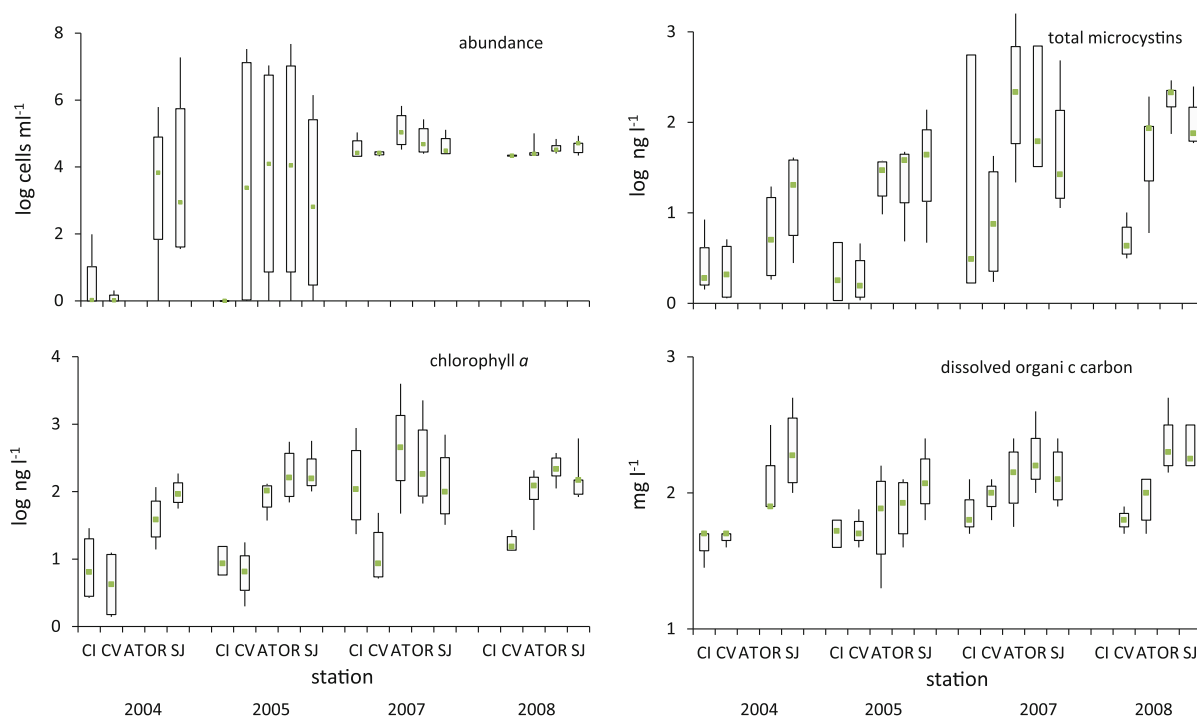 abundance
log cells ml-1
8
6
4
2
0
total microcystins
log ng l-1
3
2
1
0
chlorophyll a
log ng l-1
4
3
2
1
0
CI CV AT OR SJ CI CV AT OR SJ CI CV AT OR SJ CI CV AT OR SJ
station
2004 2005 2007 2008
dissolved organi c carbon
mg l-1
3
2
1
CI CV AT OR SJ CI CV AT OR SJ CI CV AT OR SJ CI CV AT OR SJ
station
2004 2005 2007 2008